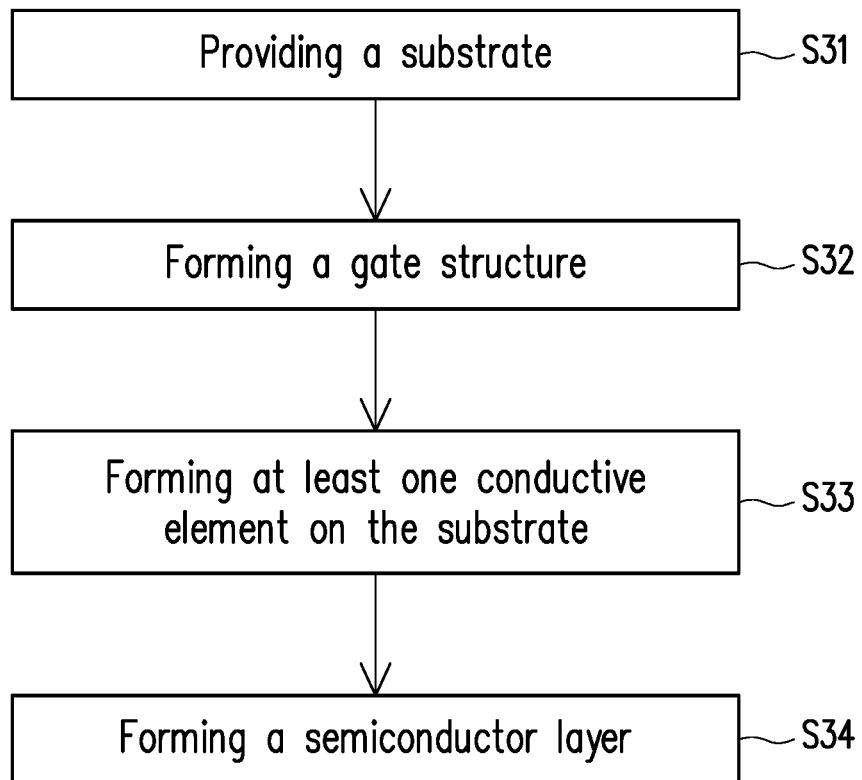 Providing a substrate S31
Forming a gate structure S32
Forming at least one conductive
element on the substrate S33
Forming a semiconductor layer S34